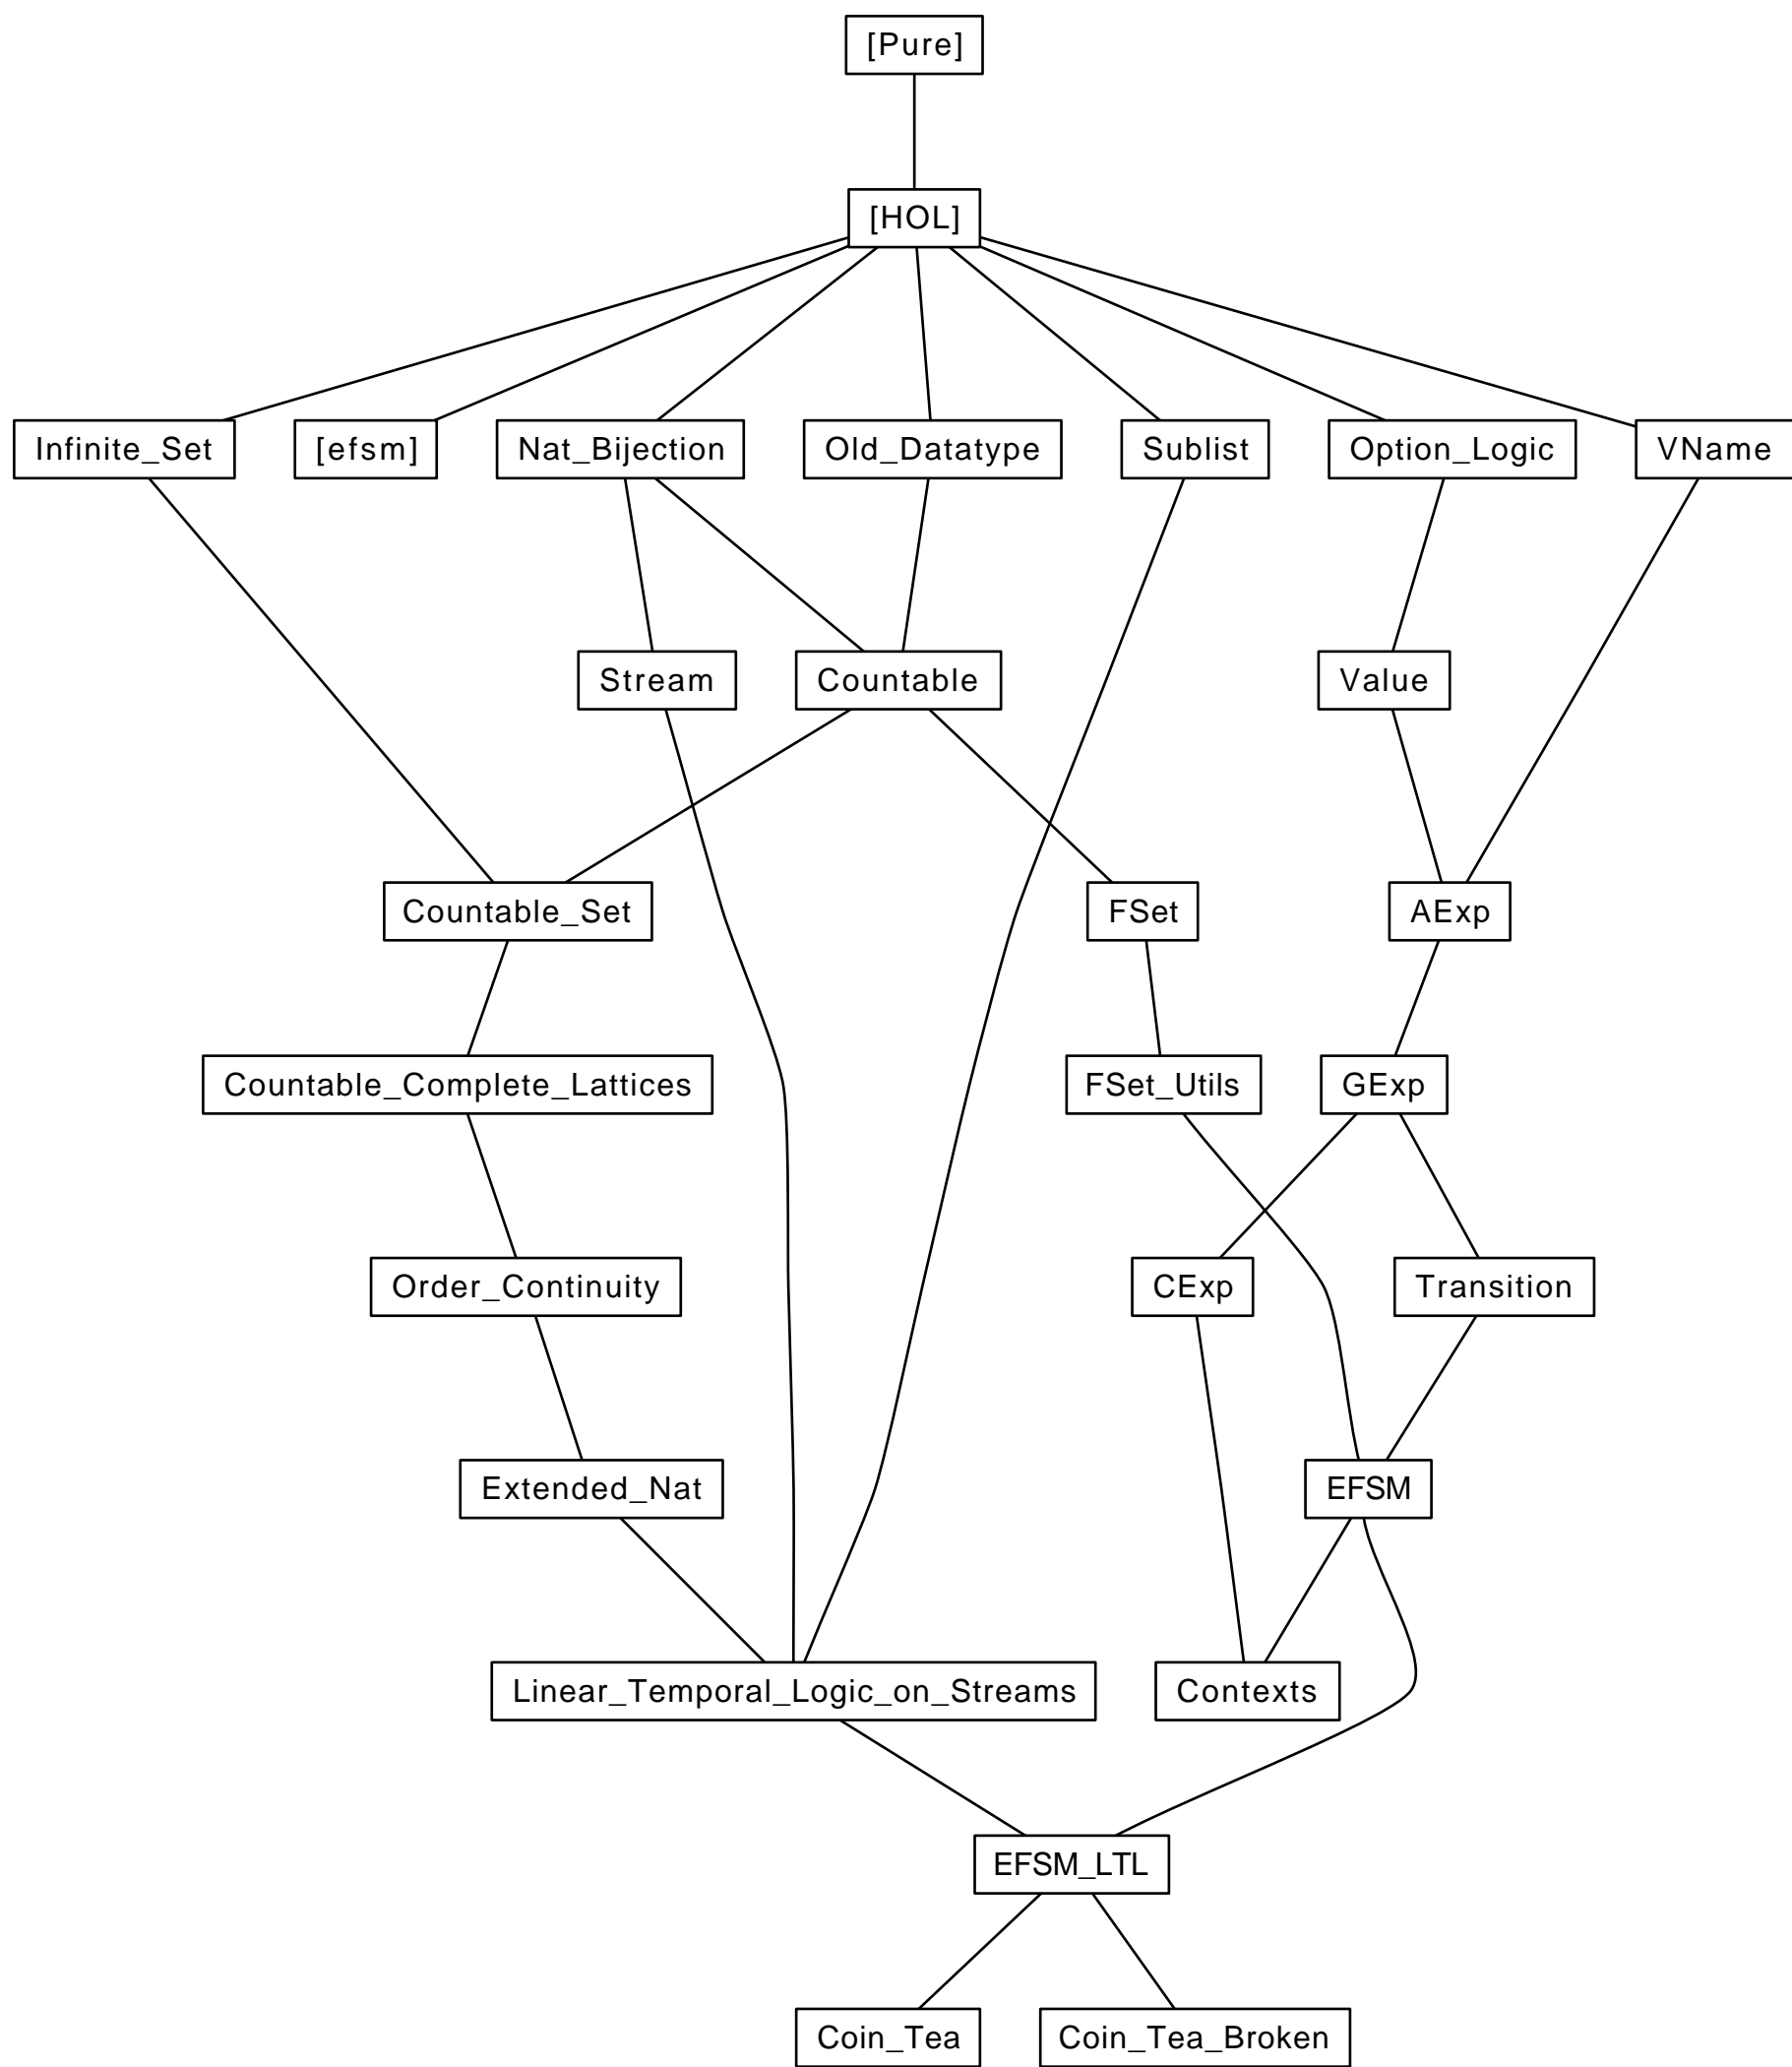 [Pure]
[HOL]
Infinite_Set
[efsm]
Nat_Bijection
Old_Datatype
Sublist
Option_Logic
VName
Stream
Countable
Value
Countable_Set
FSet
AExp
Countable_Complete_Lattices
FSet_Utils
GExp
Order_Continuity
CExp
Transition
Extended_Nat
EFSM
Linear_Temporal_Logic_on_Streams
Contexts
EFSM_LTL
Coin_Tea
Coin_Tea_Broken